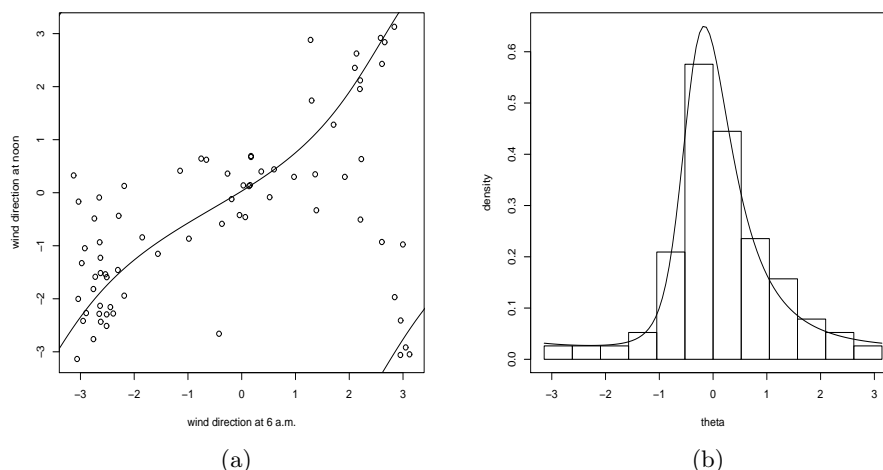 wind direction at noon
3
2
1
0
−1
−2
−3
−3 −2 −1 0 1 2 3
wind direction at 6 a.m.
(a)
density
0.6
0.5
0.4
0.3
0.2
0.1
0.0
−3 −2 −1 0 1 2 3
theta
(b)